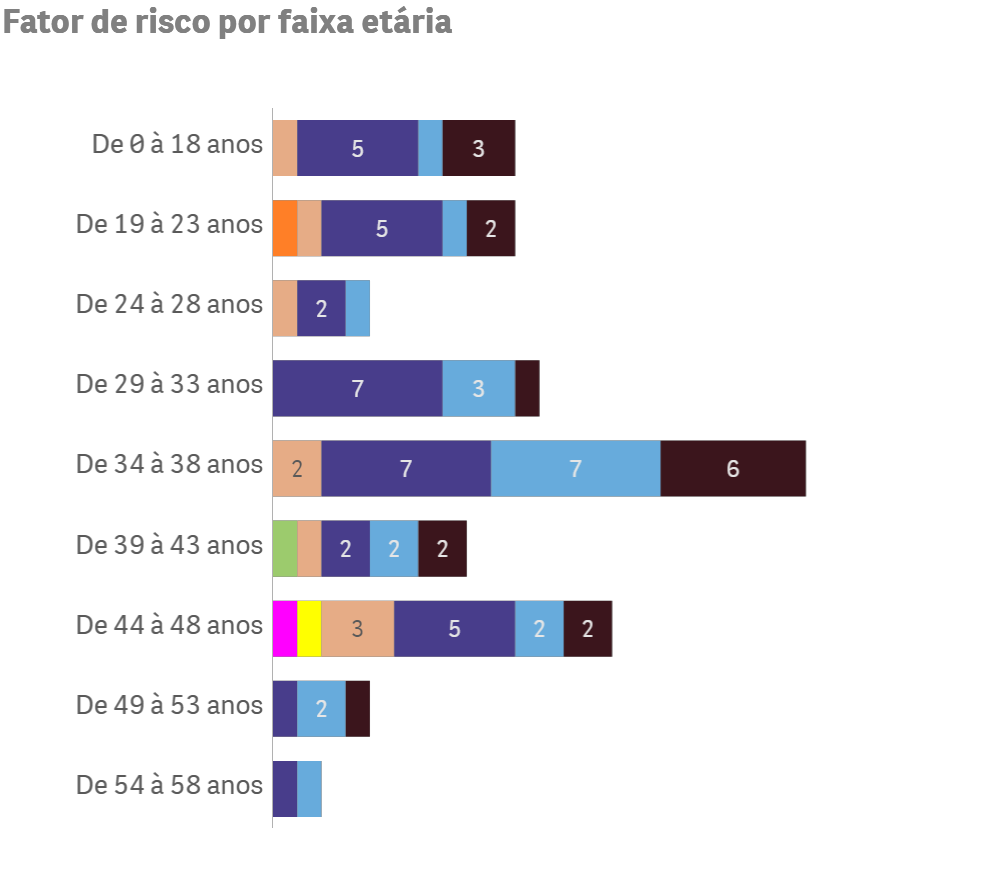 Fator de risco por faixa etária
De 0 à 18 anos 5 3
De 19 à 23 anos 5 2
De 24 à 28 anos 2
De 29 à 33 anos 7 3
De 34 à 38 anos 2 7 7 6
De 39 à 43 anos 2 2 2
De 44 à 48 anos 3 5 2 2
De 49 à 53 anos 2
De 54 à 58 anos